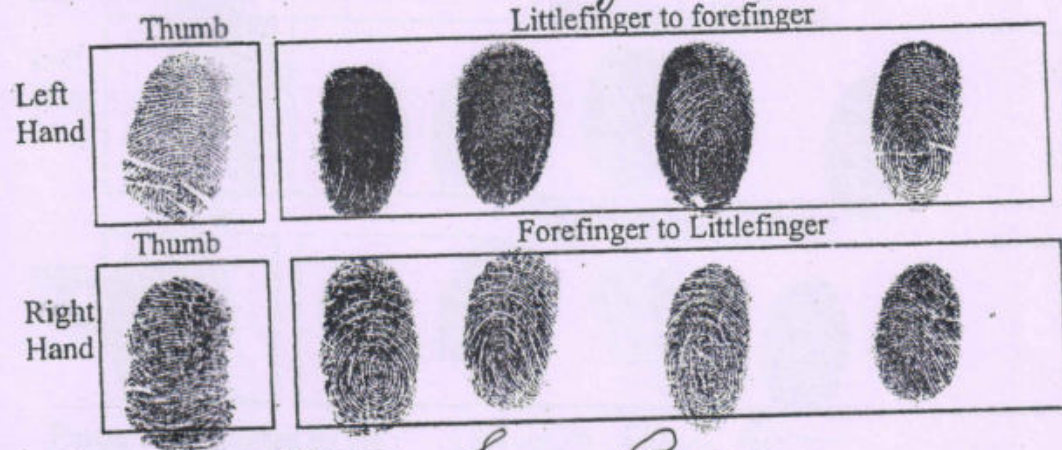 Thumb Littlefinger to forefinger
Left
Hand
Thumb Forefinger to Littlefinger
Right
Hand